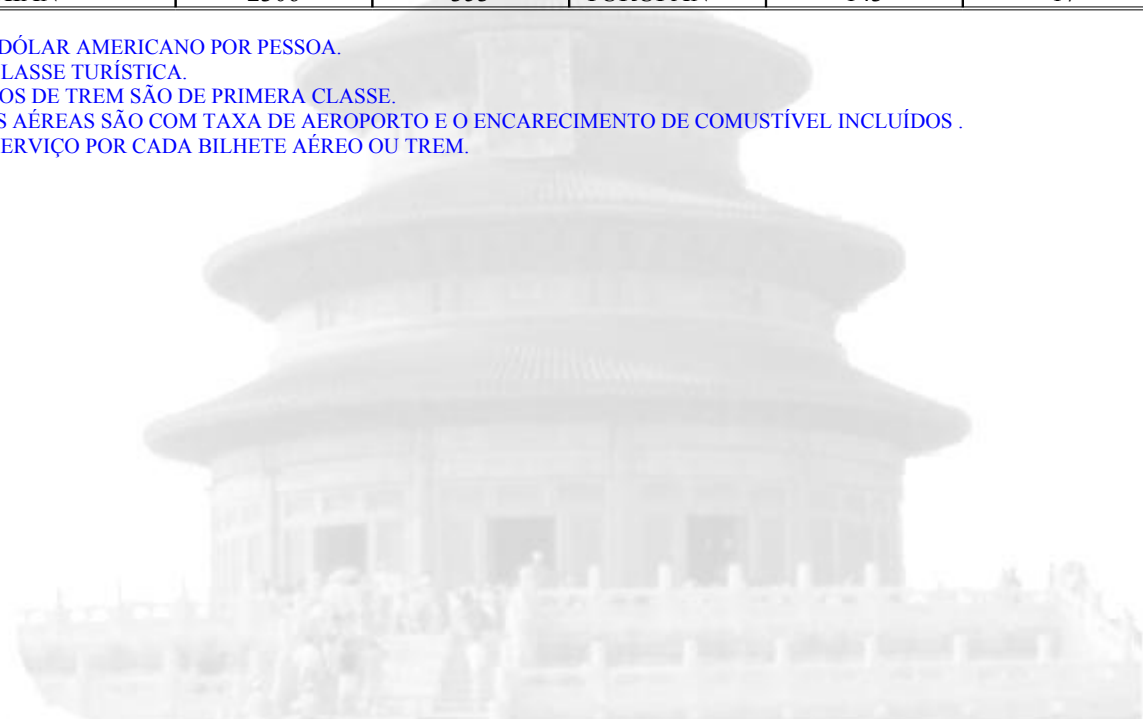 DÓLAR AMERICANO POR PESSOA.
LASSE TURÍSTICA.
OS DE TREM SÃO DE PRIMERA CLASSE.
S AÉREAS SÃO COM TAXA DE AEROPORTO E O ENCARECIMENTO DE COMUSTÍVEL INCLUÍDOS .
ERVIÇO POR CADA BILHETE AÉREO OU TREM.